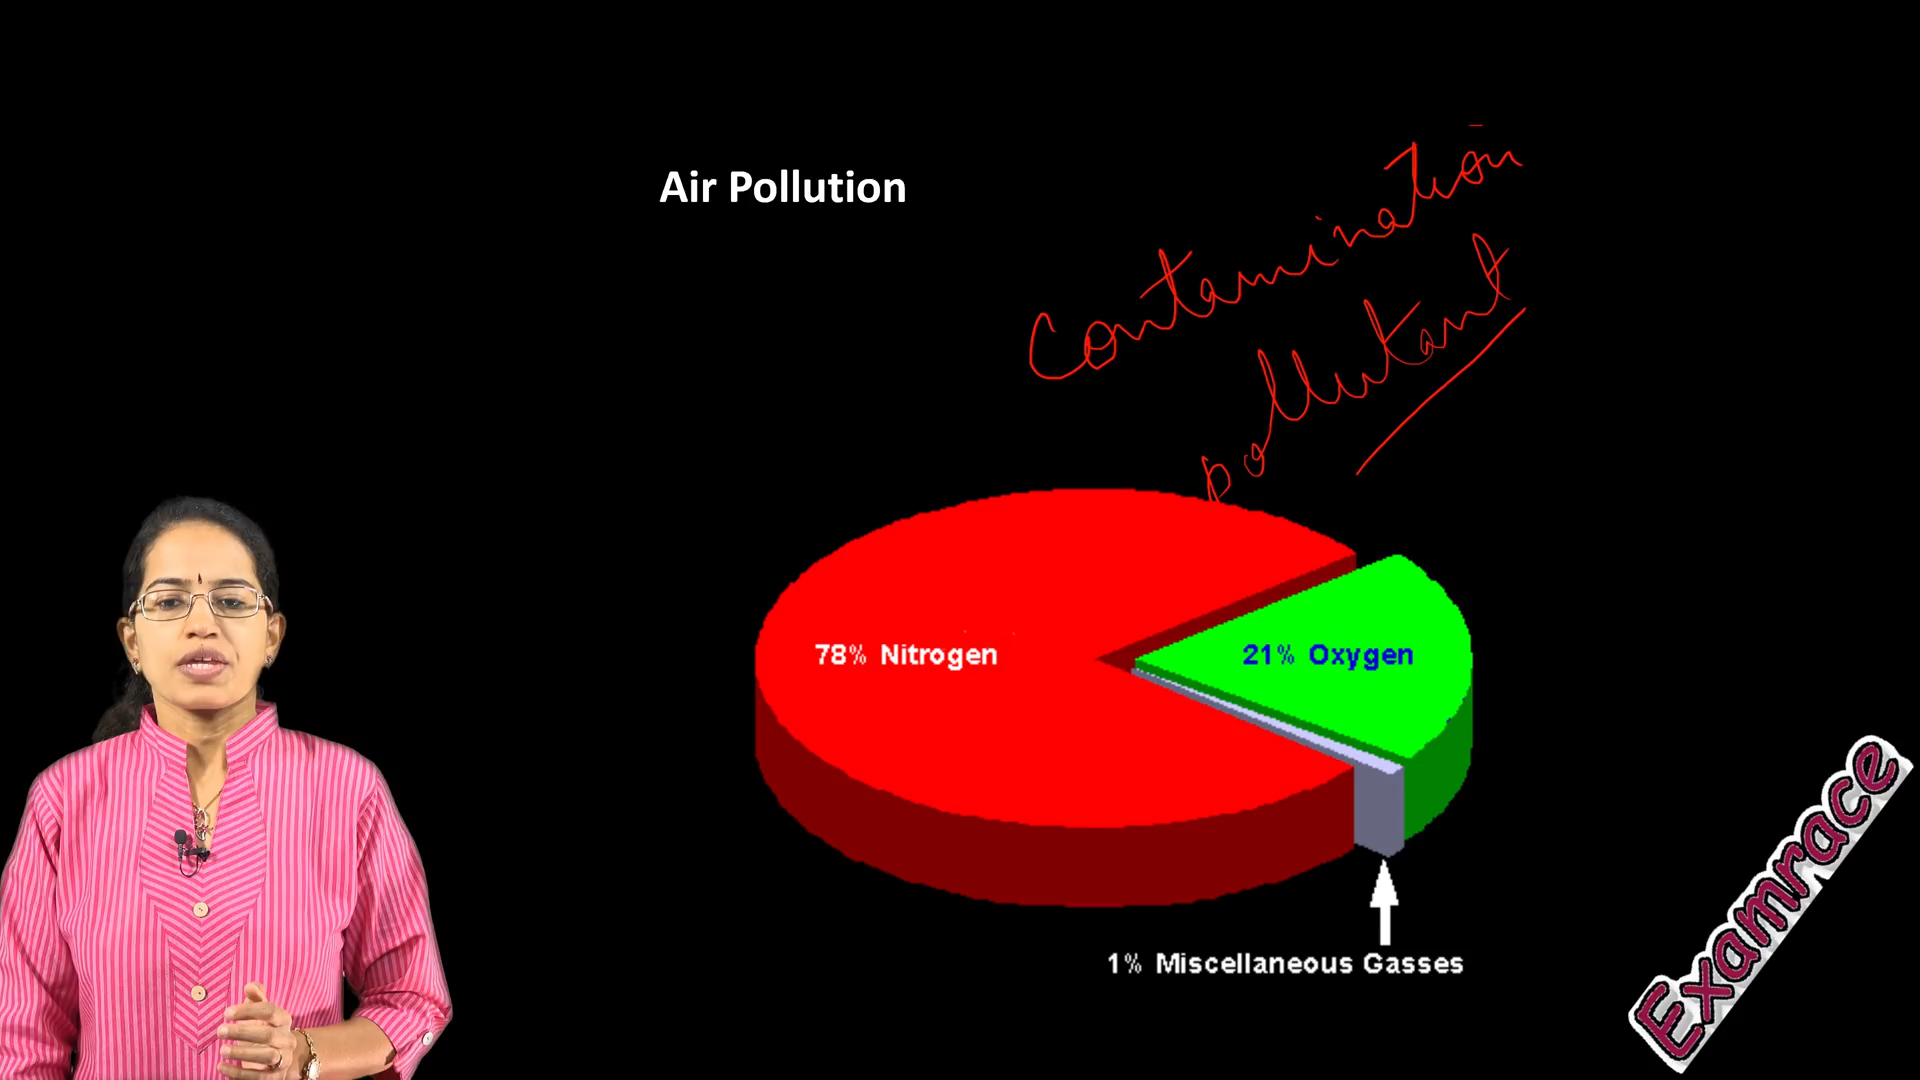 Air Pollution
Contamination
pollutant
78% Nitrogen
21% Oxygen
1% Miscellaneous Gasses
Examrace